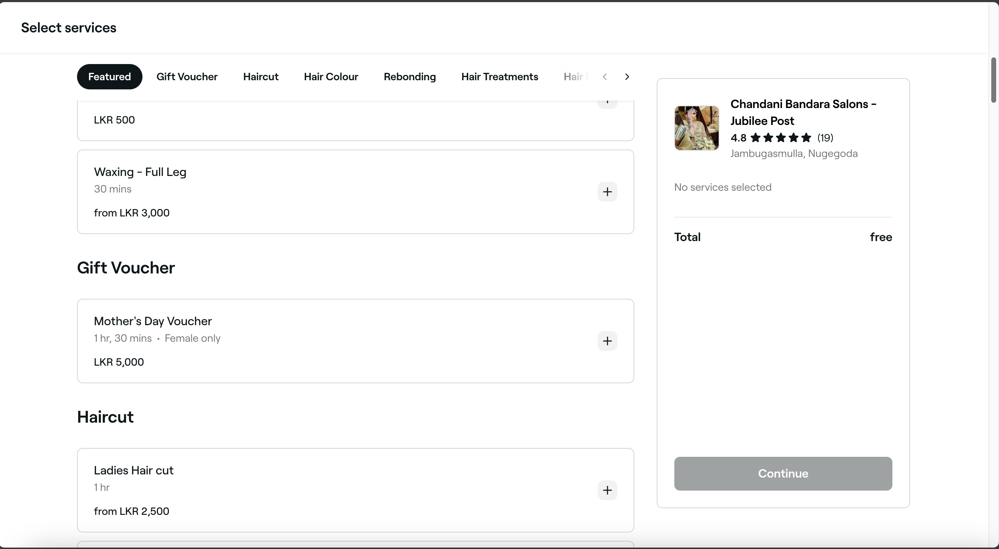 Select services
Featured
Gift Voucher
Haircut
Hair Colour
Rebonding
Hair Treatments
Hair
LKR 500
Waxing - Full Leg
30 mins
from LKR 3,000
Gift Voucher
Mother's Day Voucher
1 hr, 30 mins • Female only
LKR 5,000
Haircut
Ladies Hair cut
1 hr
from LKR 2,500
Chandani Bandara Salons -
Jubilee Post
4.8 ★★★★★ (19)
Jambugasmulla, Nugegoda
No services selected
Total free
Continue